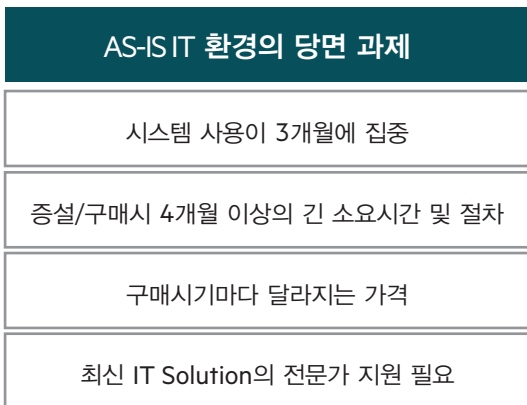 AS-IS IT 환경의 당면 과제
시스템 사용이 3개월에 집중
증설/구매시 4개월 이상의 긴 소요시간 및 절차
구매시기마다 달라지는 가격
최신 IT Solution의 전문가 지원 필요